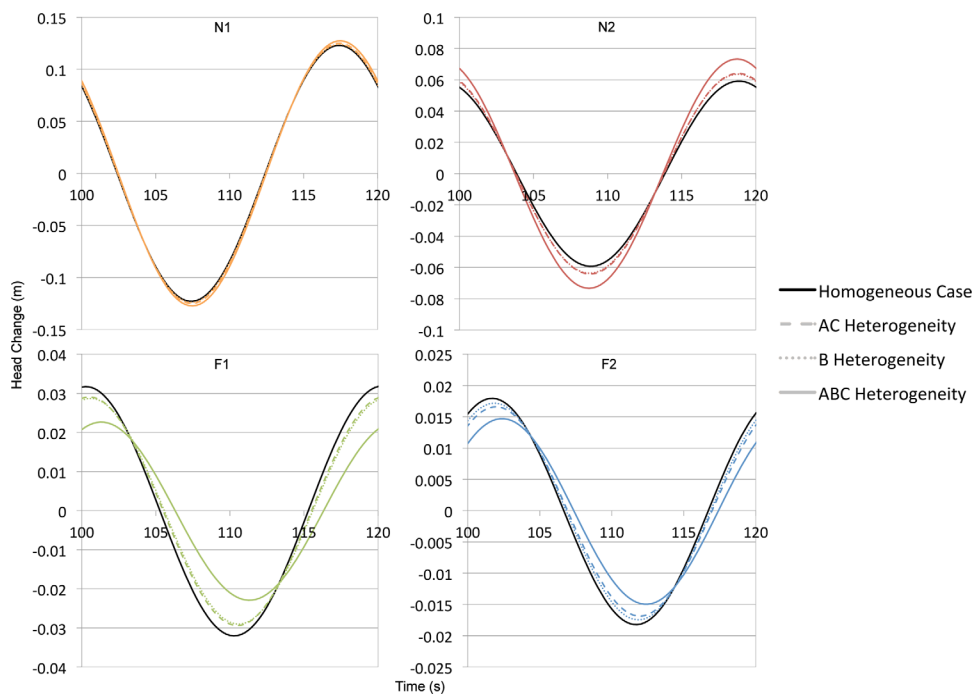 N1
0.15
0.1
0.05
0
-0.05
-0.1
-0.15
100 105 110 115 120
N2
0.1
0.08
0.06
0.04
0.02
0
-0.02
-0.04
-0.06
-0.08
-0.1
100 105 110 115 120
Head Change (m)
F1
0.04
0.03
0.02
0.01
0
-0.01
-0.02
-0.03
-0.04
100 105 110 115 120
F2
0.025
0.02
0.015
0.01
0.005
0
-0.005
-0.01
-0.015
-0.02
-0.025
100 105 110 115 120
Time (s)
Homogeneous Case
AC Heterogeneity
B Heterogeneity
ABC Heterogeneity